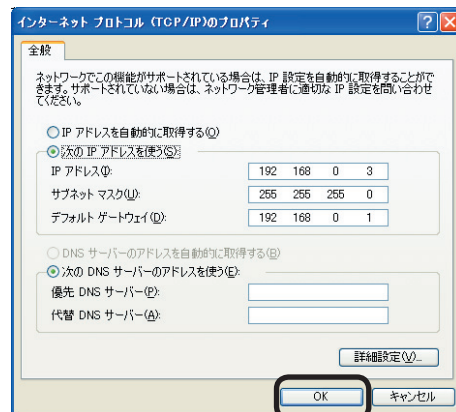 インターネット プロトコル (TCP/IP)のプロパティ
全般
ネットワークでこの機能がサポートされている場合は、IP 設定を自動的に取得することがで
きます。サポートされていない場合は、ネットワーク管理者に適切な IP 設定を問い合わせ
てください。
IP アドレスを自動的に取得する(O)
次の IP アドレスを使う(S):
IP アドレス(I): 192 168 0 3
サブネット マスク(U): 255 255 255 0
デフォルト ゲートウェイ(D): 192 168 0 1
DNS サーバーのアドレスを自動的に取得する(B)
次の DNS サーバーのアドレスを使う(E):
優先 DNS サーバー(P):
代替 DNS サーバー(A):
詳細設定(V)...
OK キャンセル